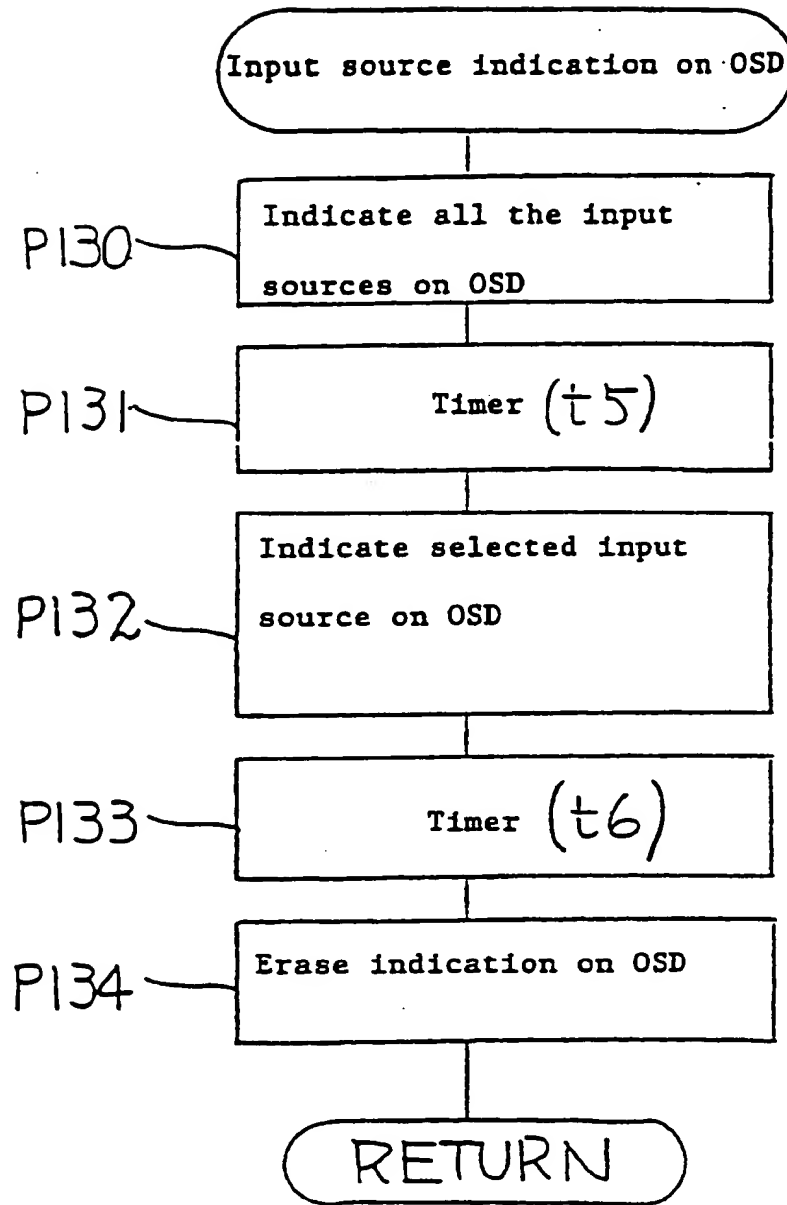 Input source indication on OSD
P130
Indicate all the input
sources on OSD
P131
Timer (t5)
P132
Indicate selected input
source on OSD
P133
Timer (t6)
P134
Erase indication on OSD
RETURN